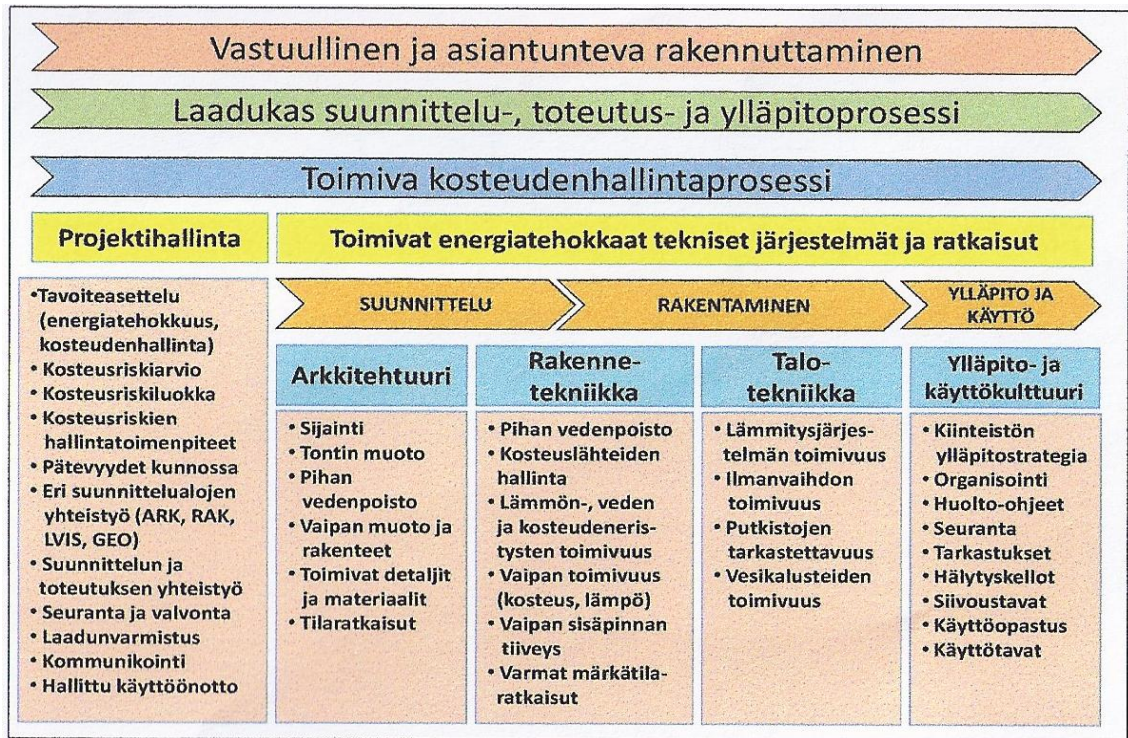 Vastuullinen ja asiantunteva rakennuttaminen
Laadukas suunnittelu-, toteutus- ja ylläpitoprosessi
Toimiva kosteudenhallintaprosessi
Projektihallinta
Toimivat energiatehokkaat tekniset järjestelmät ja ratkaisut
•Tavoiteasettelu
(energiatehokkuus,
kosteudenhallinta)
• Kosteusriskiarvio
• Kosteusriskiluokka
• Kosteusriskien
hallintatoimenpiteet
• Pätevyydet kunnossa
• Eri suunnittelualojen
yhteistyö (ARK, RAK,
LVIS, GEO)
• Suunnittelun ja
toteutuksen yhteistyö
• Seuranta ja valvonta
• Laadunvarmistus
• Kommunikointi
• Hallittu käyttöönotto
SUUNNITTELU
RAKENTAMINEN
YLLÄPITO JA
KÄYTTÖ
Arkkitehtuuri
• Sijainti
• Tontin muoto
• Pihan
vedenpoisto
• Vaipan muoto ja
rakenteet
• Toimivat detaljit
ja materiaalit
• Tilaratkaisut
Rakenne-
tekniikka
• Pihan vedenpoisto
• Kosteuslähteiden
hallinta
• Lämmön-, veden
ja kosteudeneris-
tysten toimivuus
• Vaipan toimivuus
(kosteus, lämpö)
• Vaipan sisäpinnan
tiiveys
• Varmat märkätila-
ratkaisut
Talo-
tekniikka
• Lämmitysjärjes-
telmän toimivuus
• Ilmanvaihdon
toimivuus
• Putkistojen
tarkastettavuus
• Vesikalusteiden
toimivuus
Ylläpito- ja
käyttökulttuuri
• Kiinteistön
ylläpitostrategia
• Organisointi
• Huolto-ohjeet
• Seuranta
• Tarkastukset
• Hälytyskellot
• Siivoustavat
• Käyttöopastus
• Käyttötavat